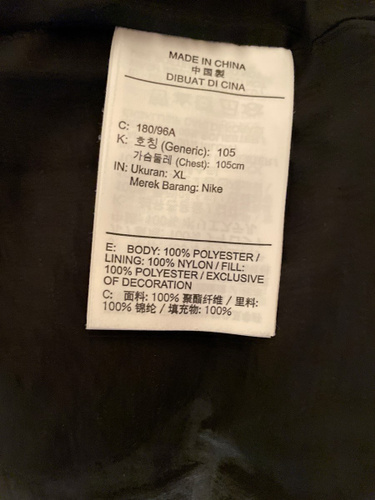 MADE IN CHINA
中国製
DIBUAT DI CINA
C: 180/96A
K: 호칭 (Generic): 105
가슴둘레 (Chest): 105cm
IN: Ukuran: XL
Merek Barang: Nike
E: BODY: 100% POLYESTER /
LINING: 100% NYLON / FILL:
100% POLYESTER / EXCLUSIVE
OF DECORATION
C: 面料: 100% 聚酯纤维 / 里料:
100% 锦纶 / 填充物: 100%